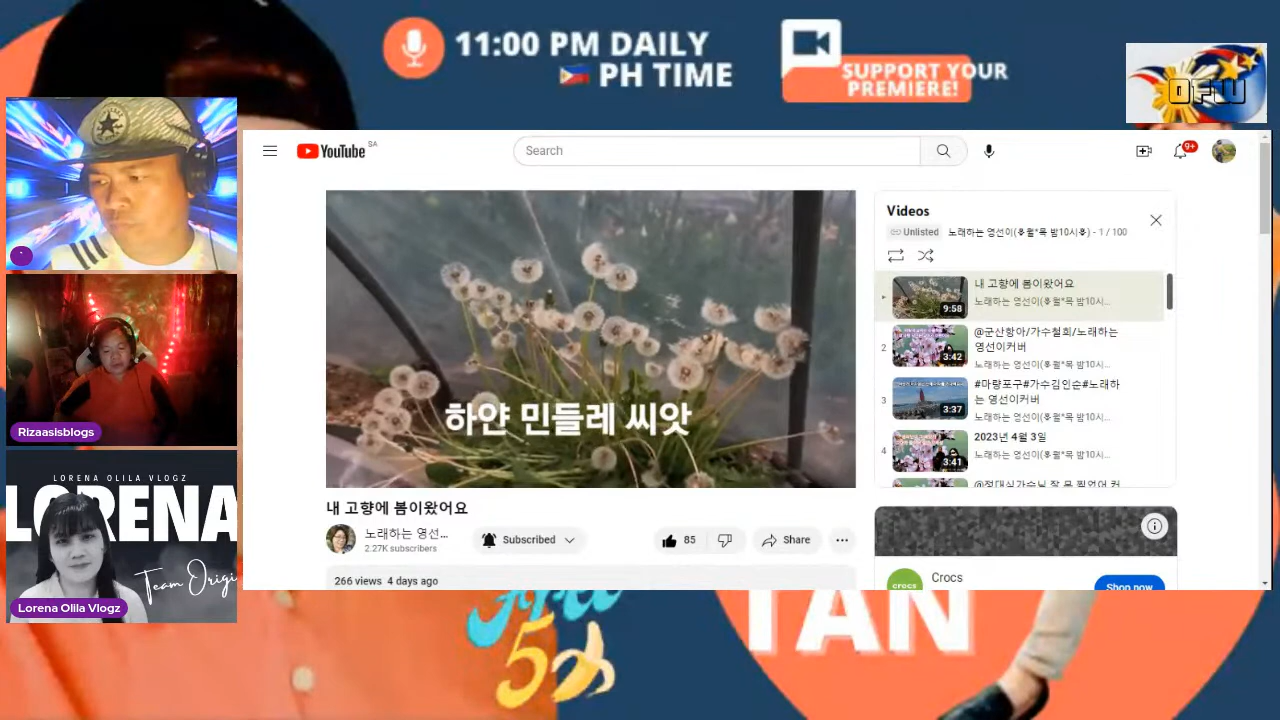 11:00 PM DAILY
PH TIME
SUPPORT YOUR
PREMIERE!
OFW
Rizaasisblogs
LORENA OLILA VLOGZ
LORENA
Team Origi
Lorena Olila Vlogz
YouTube SA
Search
9+
하얀 민들레 씨앗
내 고향에 봄이왔어요
노래하는 영선...
2.27K subscribers
Subscribed
85
Share
266 views 4 days ago
Videos
Unlisted
노래하는 영선이(🌷월*목 밤10시🌷) - 1 / 100
9:58
내 고향에 봄이왔어요
노래하는 영선이(🌷월*목 밤10시...
2
3:42
@군산항아/가수철희/노래하는
영선이커버
노래하는 영선이(🌷월*목 밤10시...
3
3:37
#마량포구#가수김인손#노래하
는 영선이커버
노래하는 영선이(🌷월*목 밤10시...
4
3:41
2023년 4월 3일
노래하는 영선이(🌷월*목 밤10시...
crocs
Crocs
Shop now
TAN
5